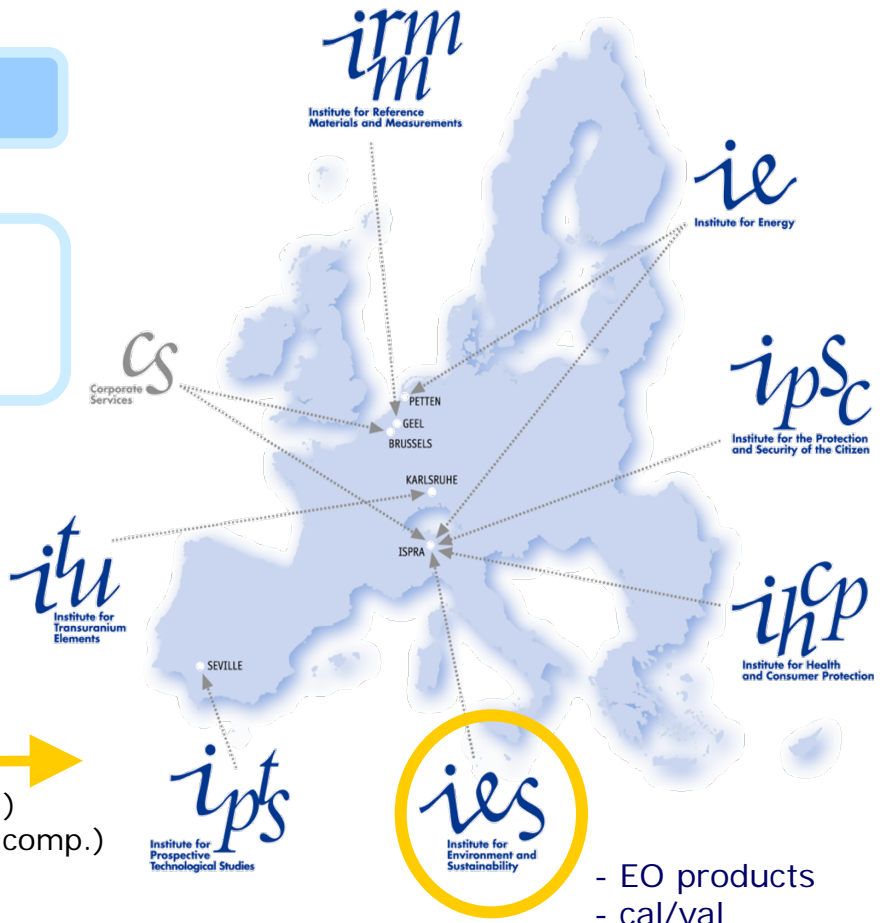 irmm
Institute for Reference
Materials and Measurements
ie
Institute for Energy
cs
Corporate
Services
PETTEN
GEEL
BRUSSELS
ipsc
Institute for the Protection
and Security of the Citizen
KARLSRUHE
ISPRA
itu
Institute for
Transuranium
Elements
ihcp
Institute for Health
and Consumer Protection
SEVILLE
)
comp.)
ipts
Institute for
Prospective
Technological Studies
ies
Institute for
Environment and
Sustainability
- EO products
- cal/val